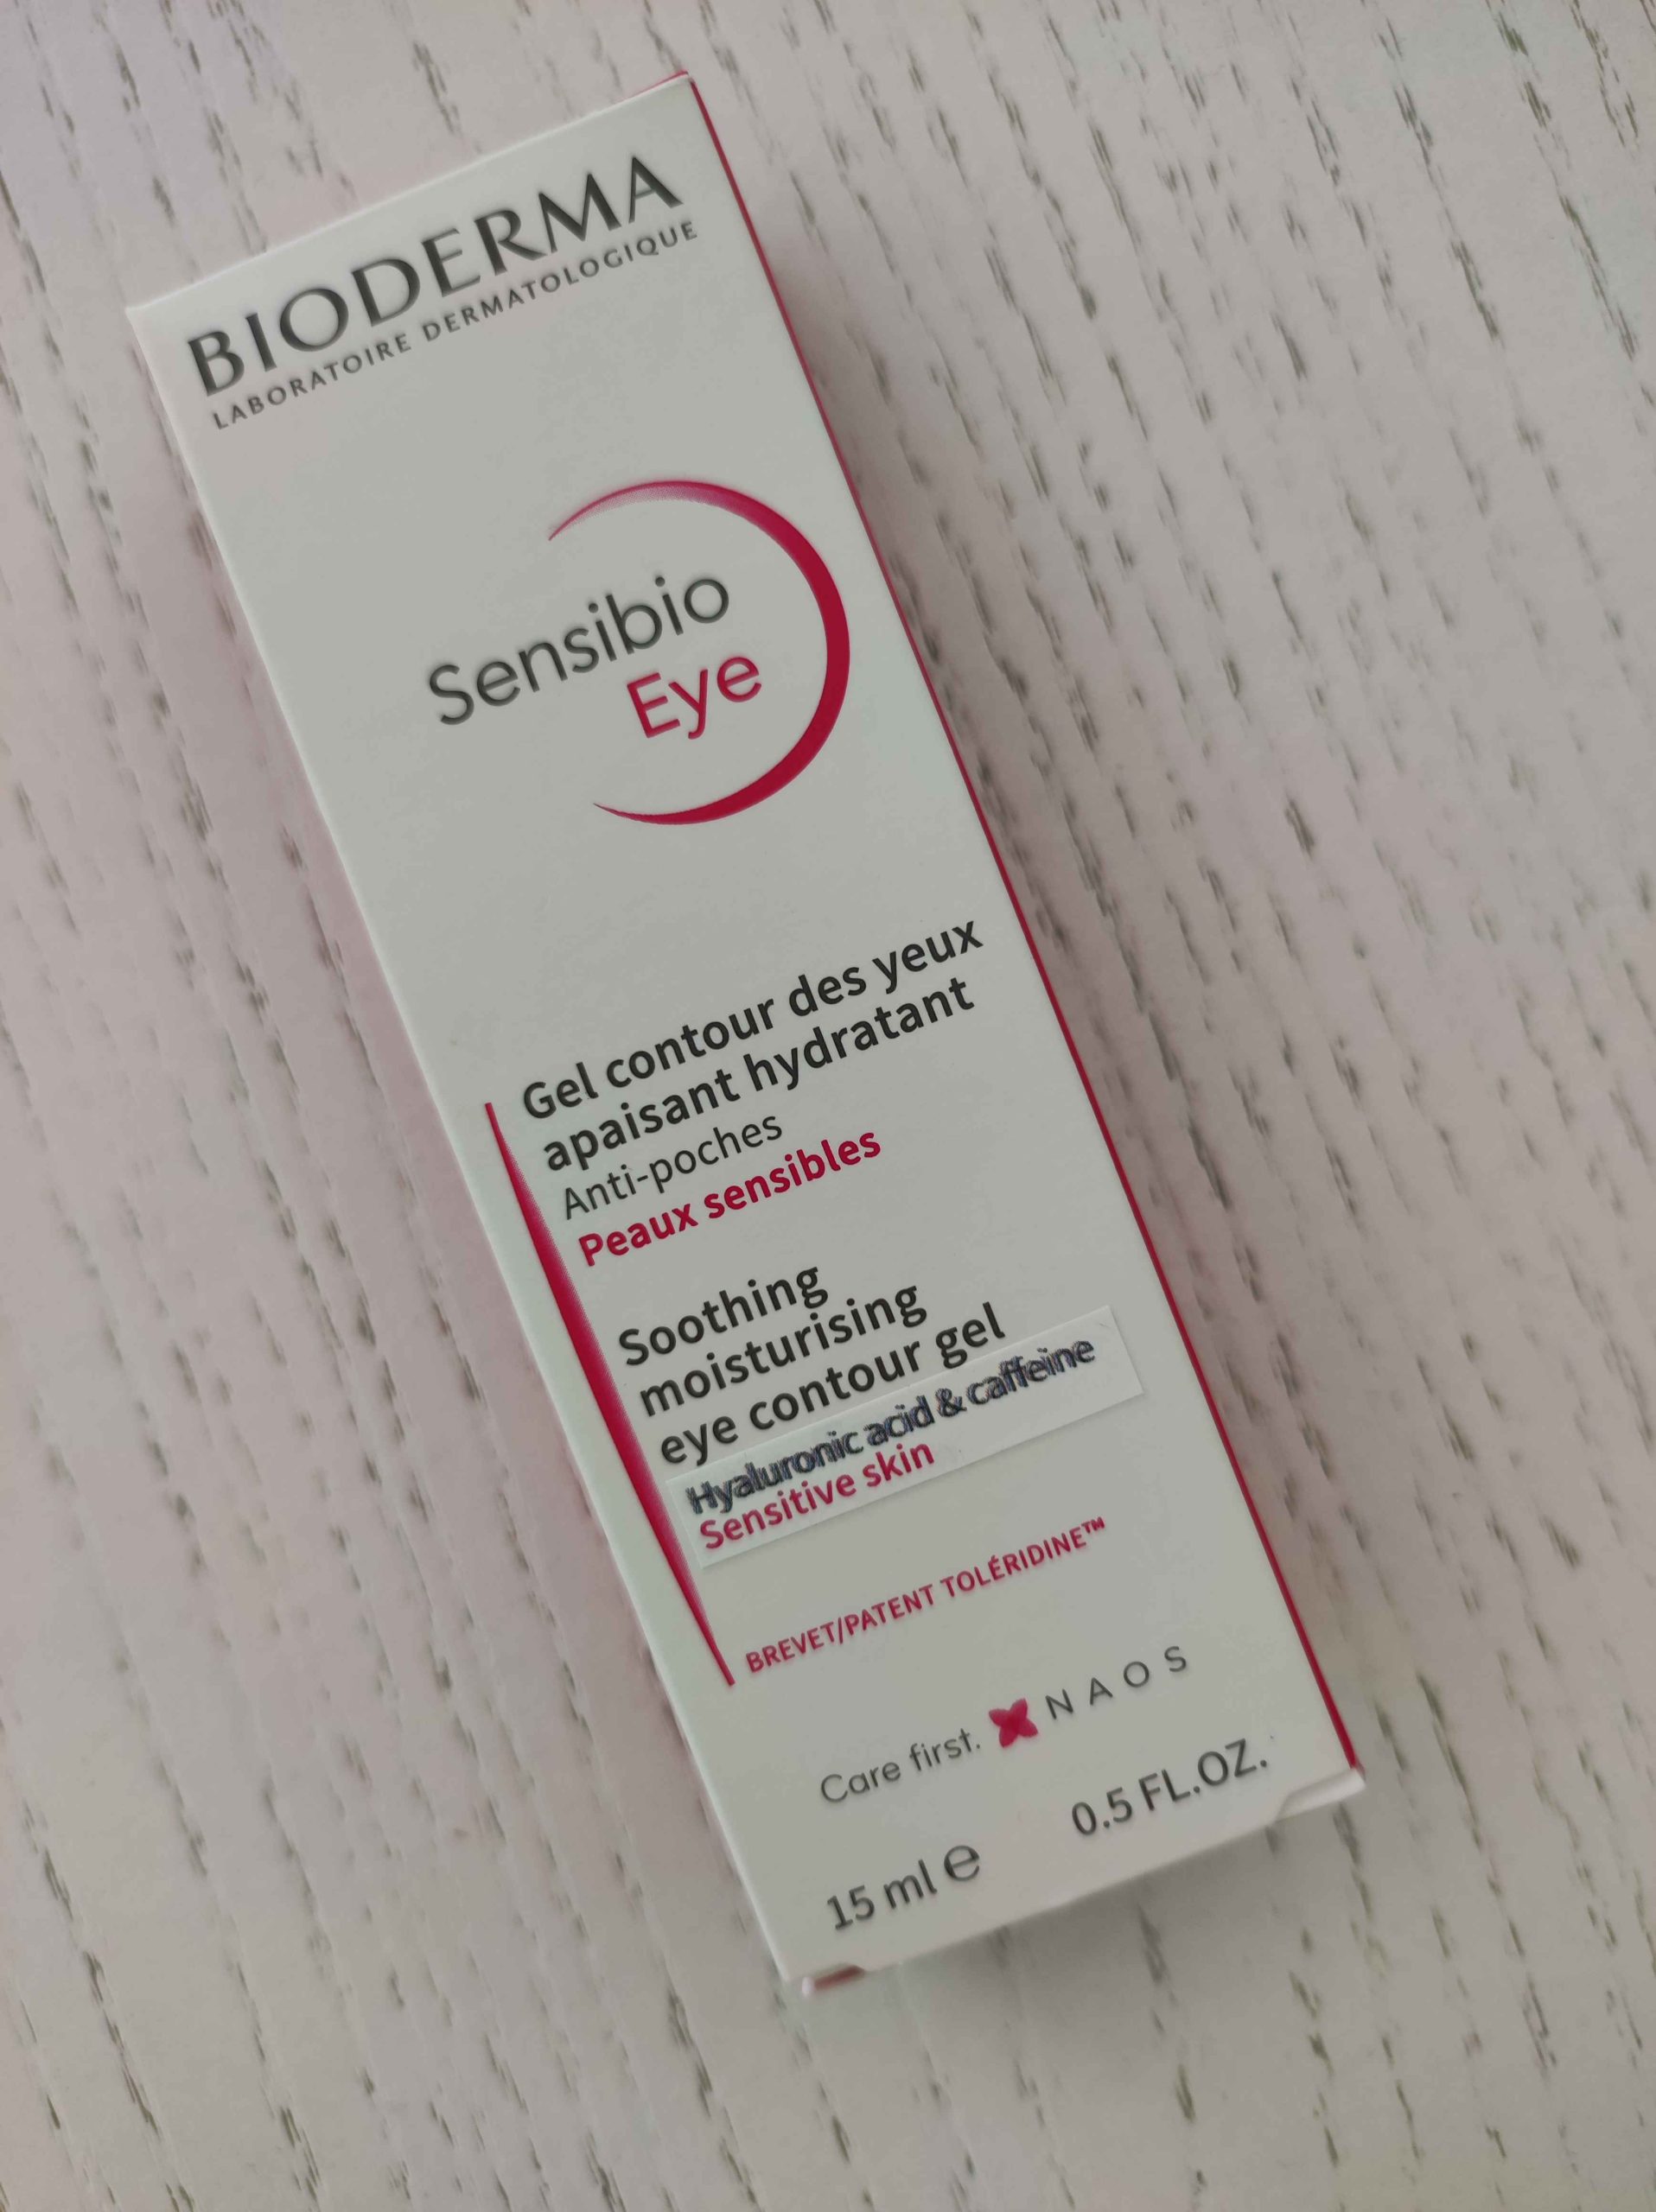 BIODERMA
LABORATOIRE DERMATOLOGIQUE
Sensibio
Eye
Gel contour des yeux
apaisant hydratant
Anti-poches
Peaux sensibles
Soothing
moisturising
eye contour gel
Hyaluronic acid & caffeine
Sensitive skin
BREVET/PATENT TOLÉRIDINE™
Care first. NAOS
15 ml ℮ 0.5 FL.OZ.